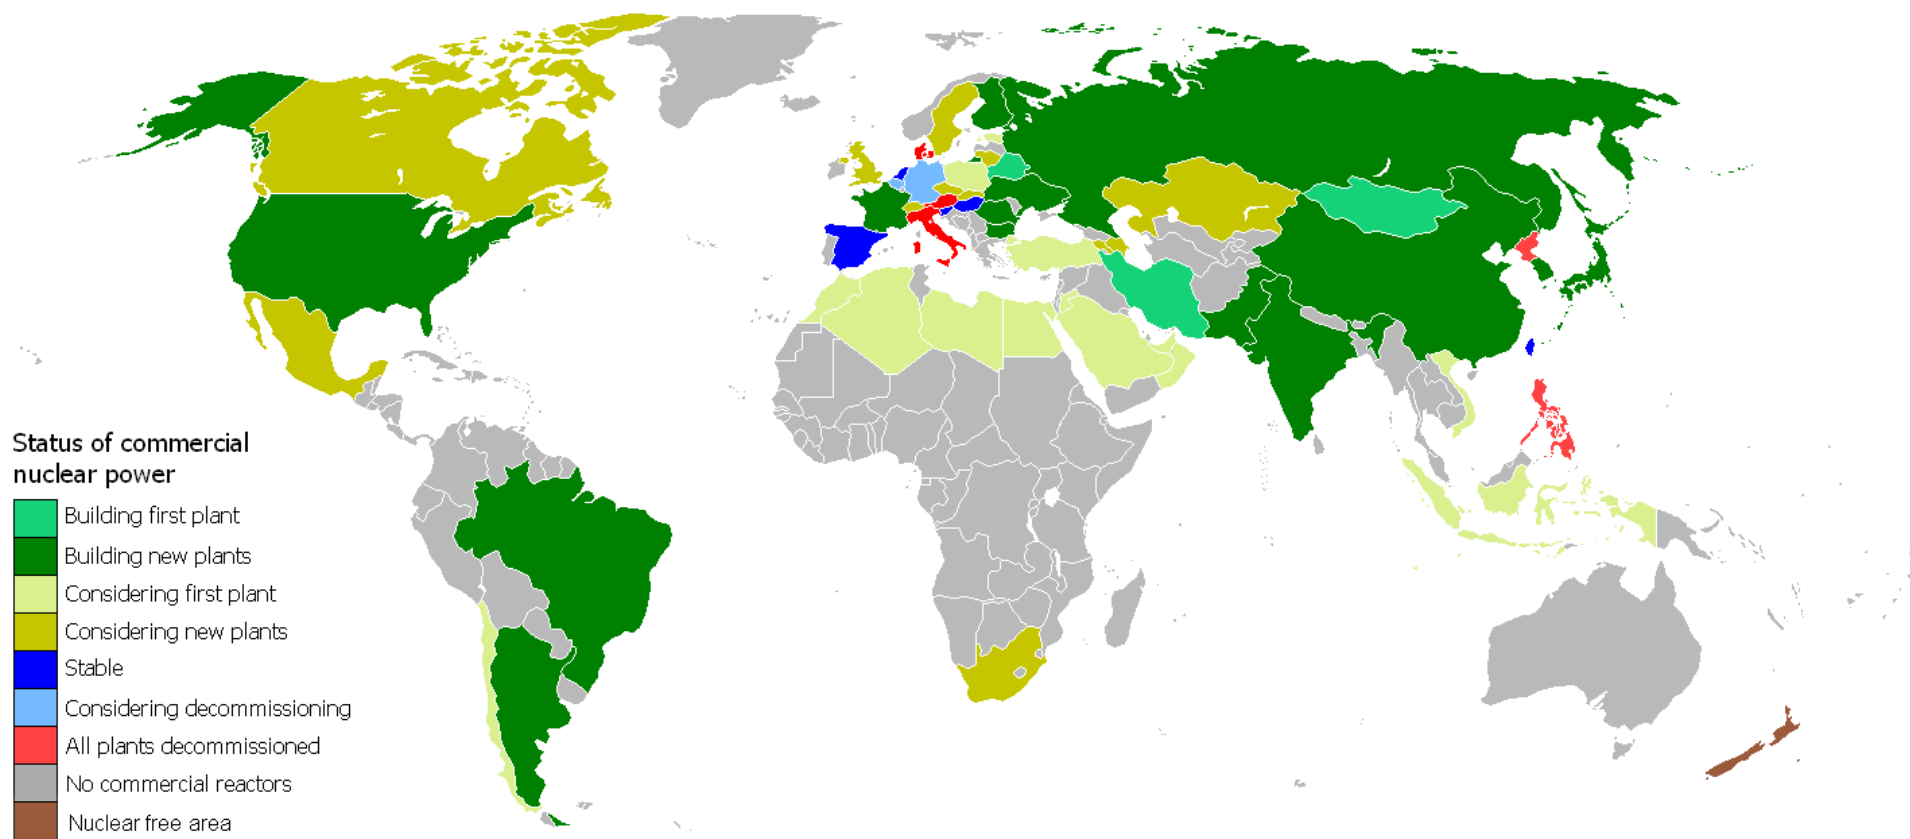 Status of commercial
nuclear power
Building first plant
Building new plants
Considering first plant
Considering new plants
Stable
Considering decommissioning
All plants decommissioned
No commercial reactors
Nuclear free area